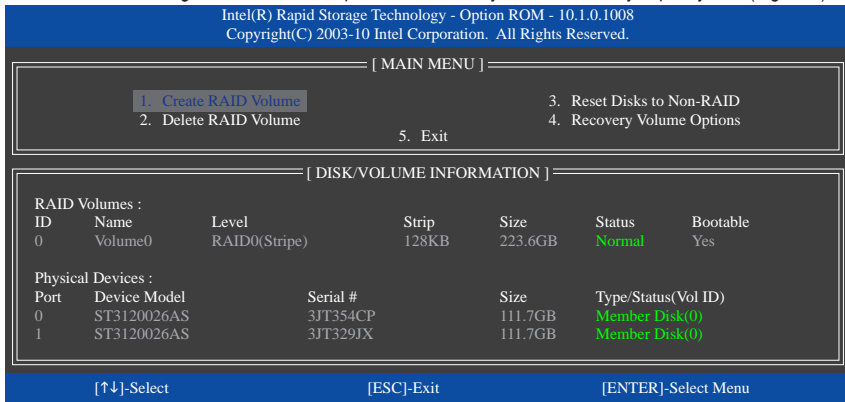 Intel(R) Rapid Storage Technology - Option ROM - 10.1.0.1008
Copyright(C) 2003-10 Intel Corporation. All Rights Reserved.
[ MAIN MENU ]
1. Create RAID Volume 3. Reset Disks to Non-RAID
2. Delete RAID Volume 4. Recovery Volume Options
5. Exit
[ DISK/VOLUME INFORMATION ]
RAID Volumes :
ID Name Level Strip Size Status Bootable
0 Volume0 RAID0(Stripe) 128KB 223.6GB Normal Yes
Physical Devices :
Port Device Model Serial # Size Type/Status(Vol ID)
0 ST3120026AS 3JT354CP 111.7GB Member Disk(0)
1 ST3120026AS 3JT329JX 111.7GB Member Disk(0)
[↑↓]-Select [ESC]-Exit [ENTER]-Select Menu